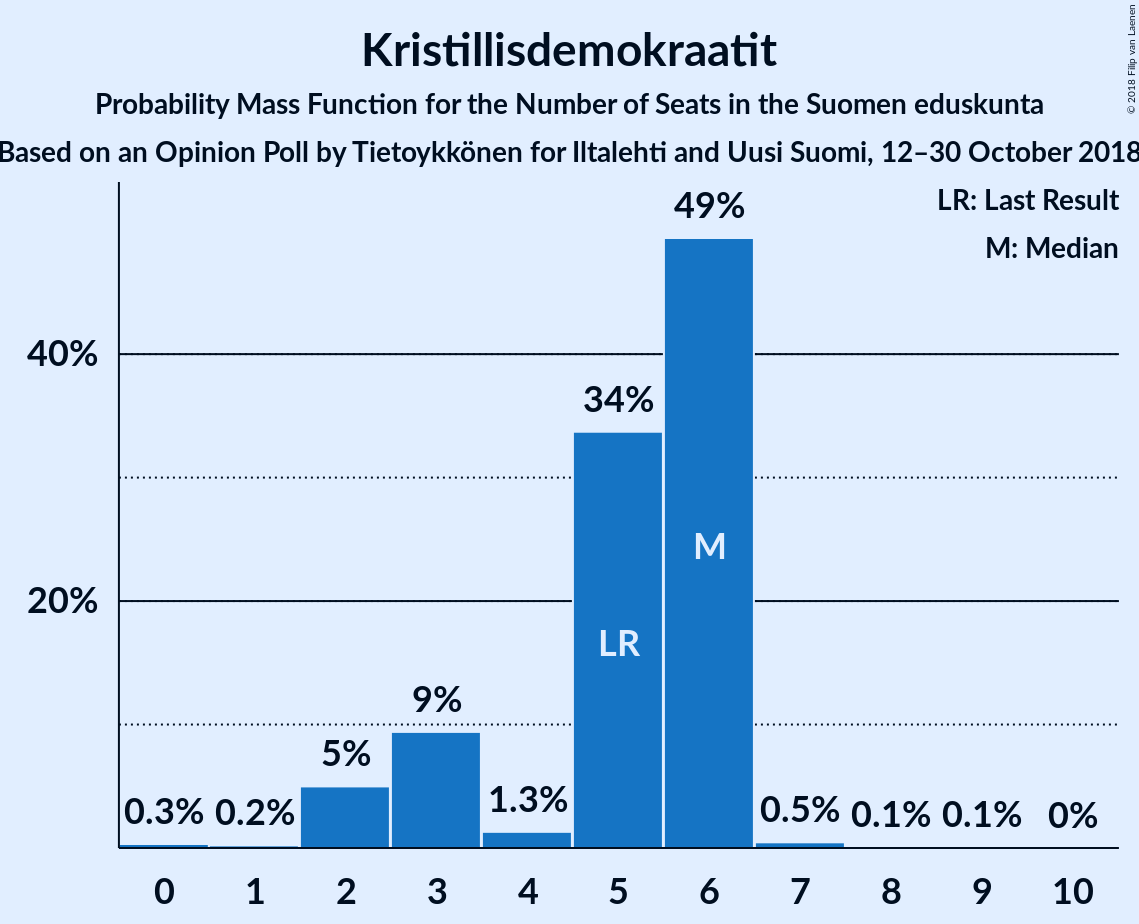 Kristillisdemokraatit
Probability Mass Function for the Number of Seats in the Suomen eduskunta
Based on an Opinion Poll by Tietoykkönen for Iltalehti and Uusi Suomi, 12–30 October 2018
© 2018 Filip van Laenen
LR: Last Result
M: Median
49%
40%
34%
M
20%
LR
9%
5%
0.3% 0.2% 1.3% 0.5% 0.1% 0.1% 0%
0 1 2 3 4 5 6 7 8 9 10